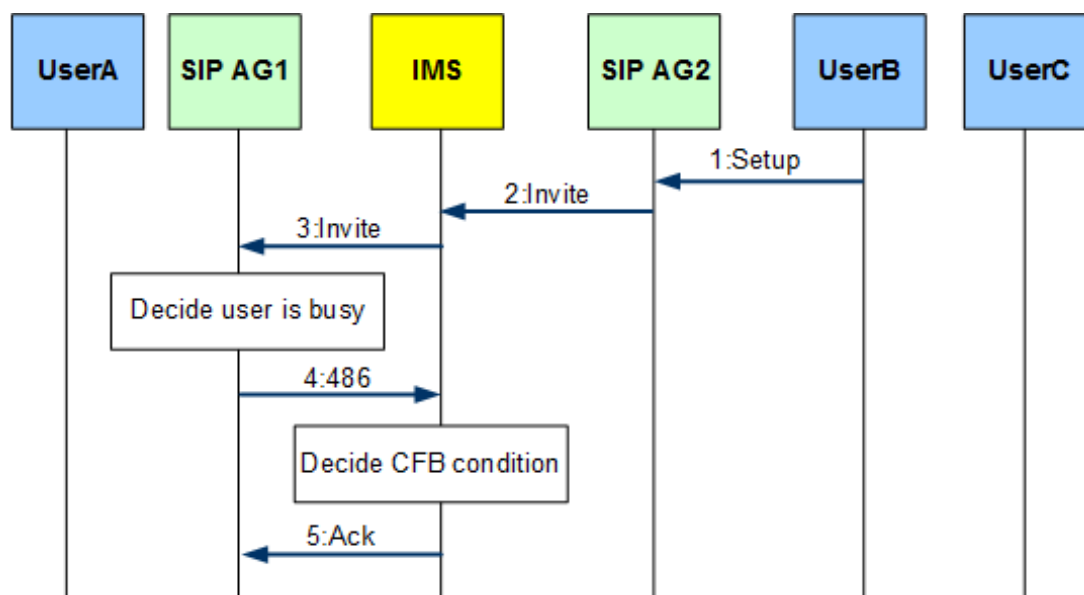 UserA
SIP AG1
IMS
SIP AG2
UserB
UserC
1:Setup
2:Invite
3:Invite
Decide user is busy
4:486
Decide CFB condition
5:Ack